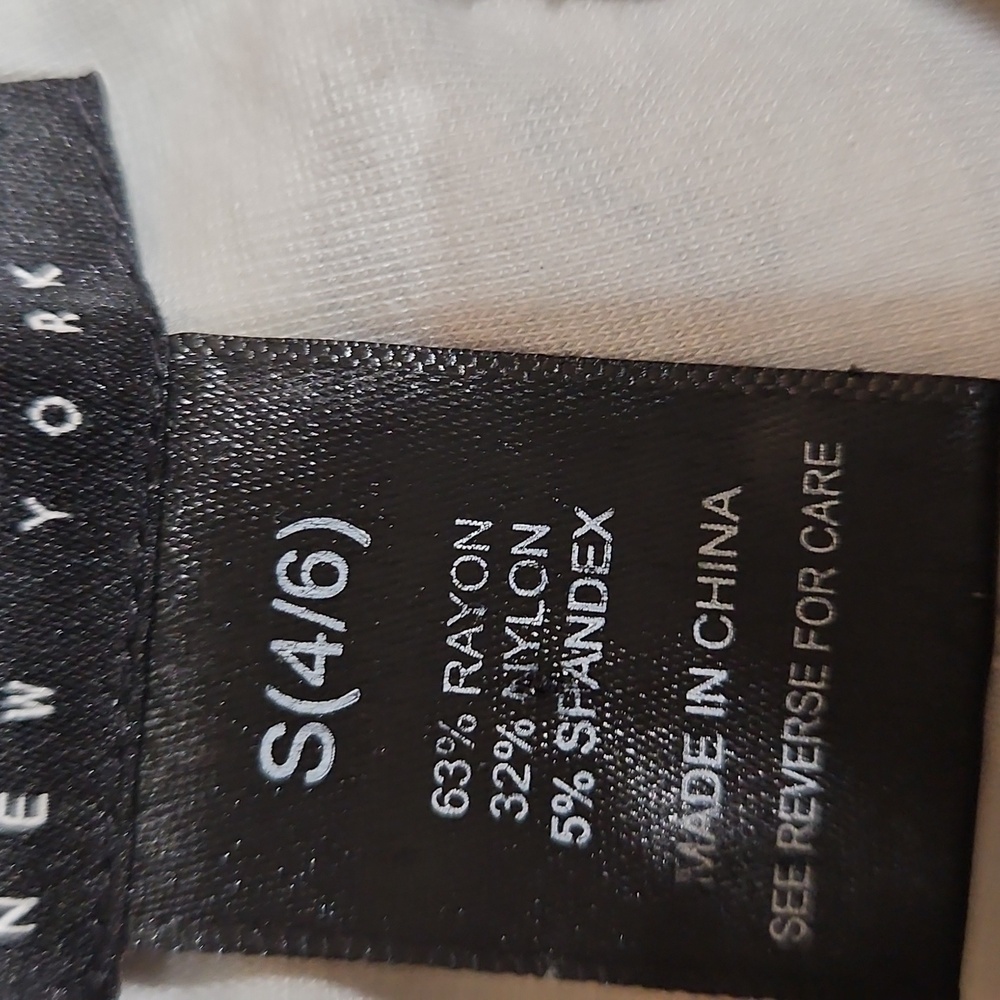 NEW YORK
S(4/6)
63% RAYON
32% NYLON
5% SPANDEX
MADE IN CHINA
SEE REVERSE FOR CARE